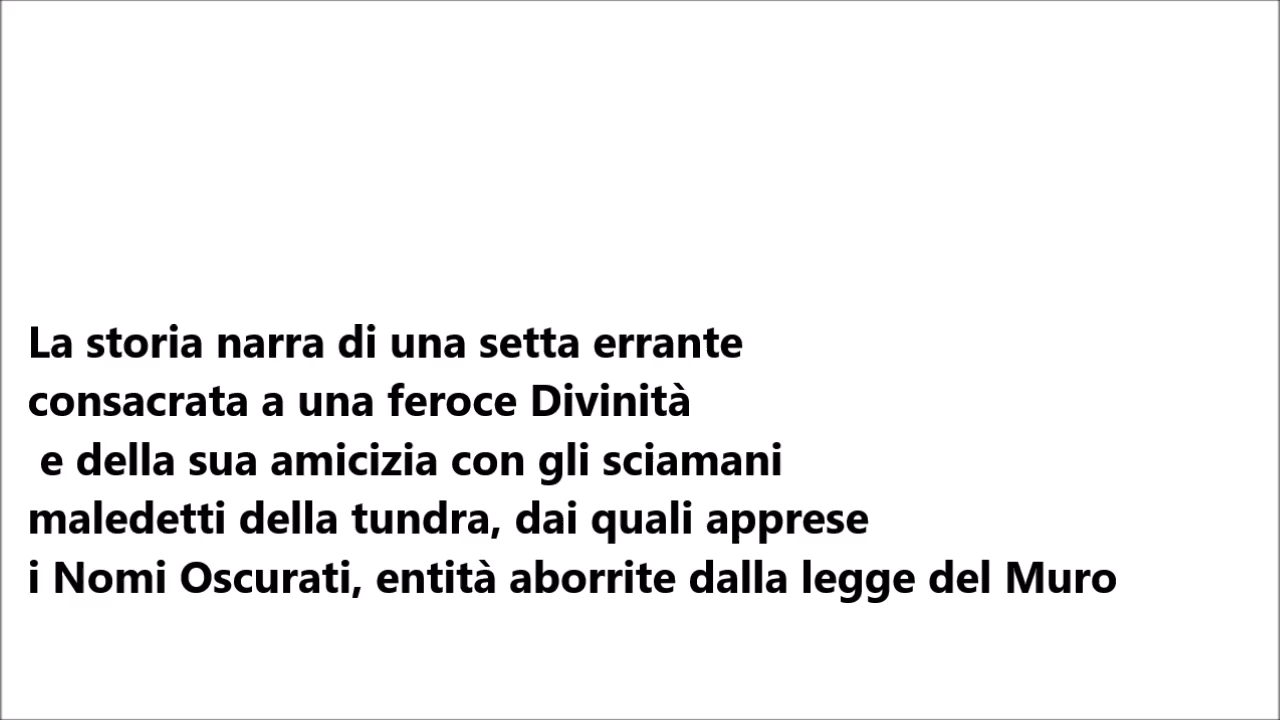 La storia narra di una setta errante
consacrata a una feroce Divinità
e della sua amicizia con gli sciamani
maledetti della tundra, dai quali apprese
i Nomi Oscurati, entità aborrite dalla legge del Muro